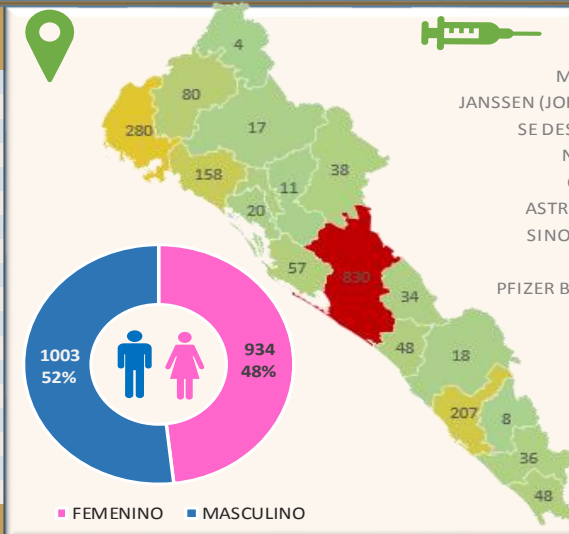 4
80
17
280
158
38
11
20
57
830
34
48
18
207
8
36
48
M
JANSSEN (JO
SE DES
N
ASTR
SINO
PFIZER B
1003
52%
934
48%
FEMENINO MASCULINO